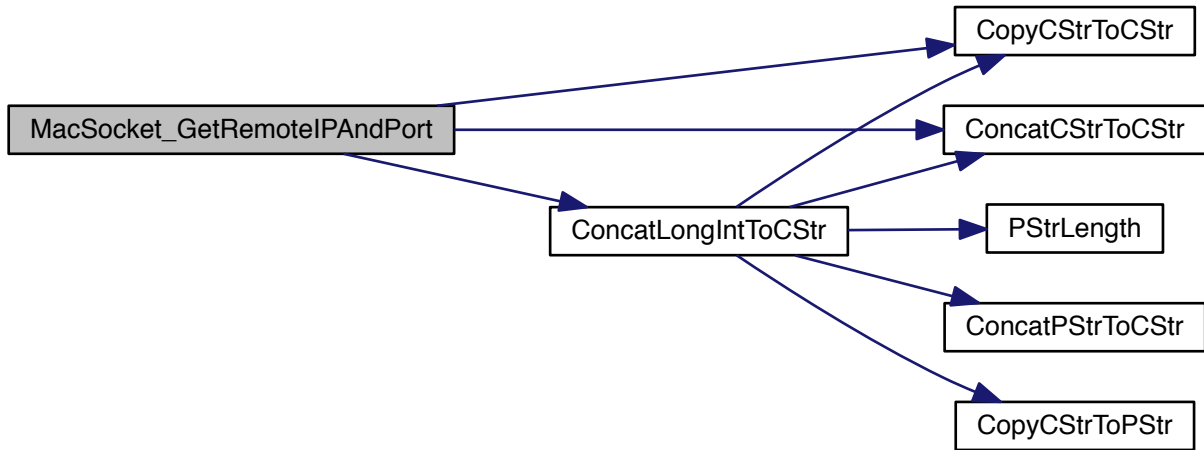 CopyCStrToCStr
MacSocket_GetRemoteIPAndPort
ConcatCStrToCStr
ConcatLongIntToCStr
PStrLength
ConcatPStrToCStr
CopyCStrToPStr